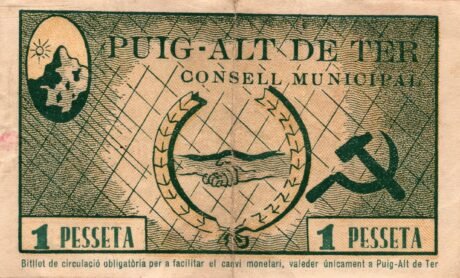 PUIG-ALT DE TER
CONSELL MUNICIPAL
1 PESSETA
1 PESSETA
Bitllot de circulació obligatòria per a facilitar el canvi monetari, valeder únicament a Puig-Alt de Ter